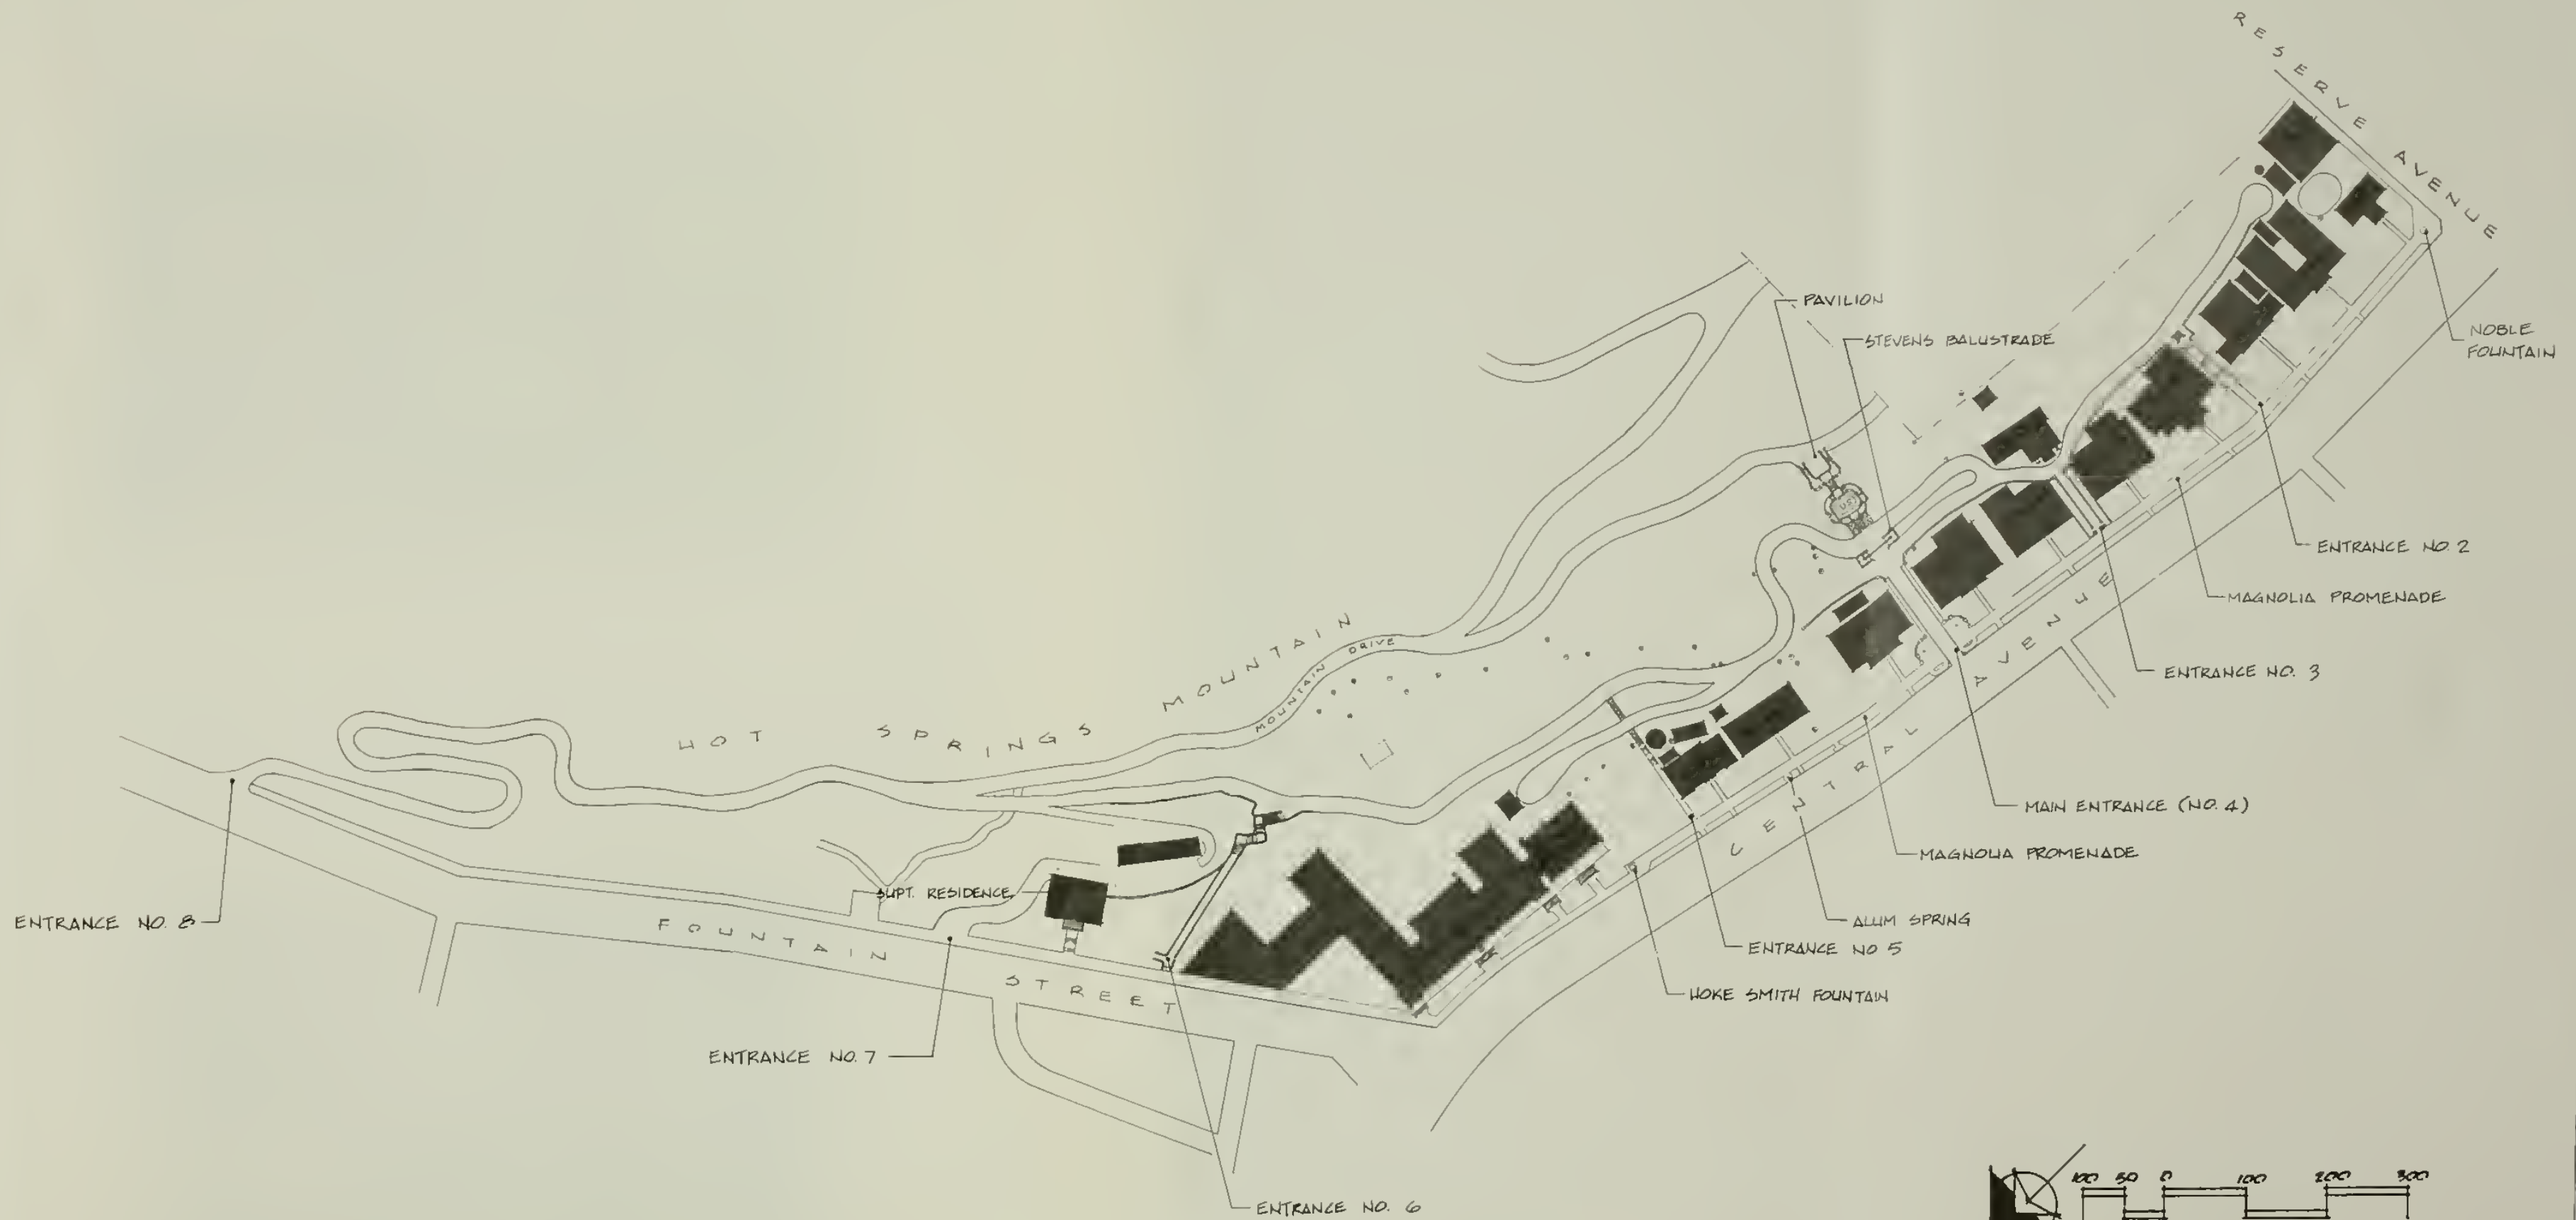 RESERVE AVENUE
PAVILION
STEVENS BALUSTRADE
NOBLE
FOUNTAIN
ENTRANCE NO. 2
MAGNOLIA PROMENADE
ENTRANCE NO. 3
HOT SPRINGS MOUNTAIN
MOUNTAIN DRIVE
CENTRAL AVENUE
MAIN ENTRANCE (NO. 4)
MAGNOLIA PROMENADE
SUPT. RESIDENCE
ENTRANCE NO. 8
ALUM SPRING
FOUNTAIN STREET
ENTRANCE NO 5
HOKE SMITH FOUNTAIN
ENTRANCE NO. 7
ENTRANCE NO. 6
100 50 0 100 200 300